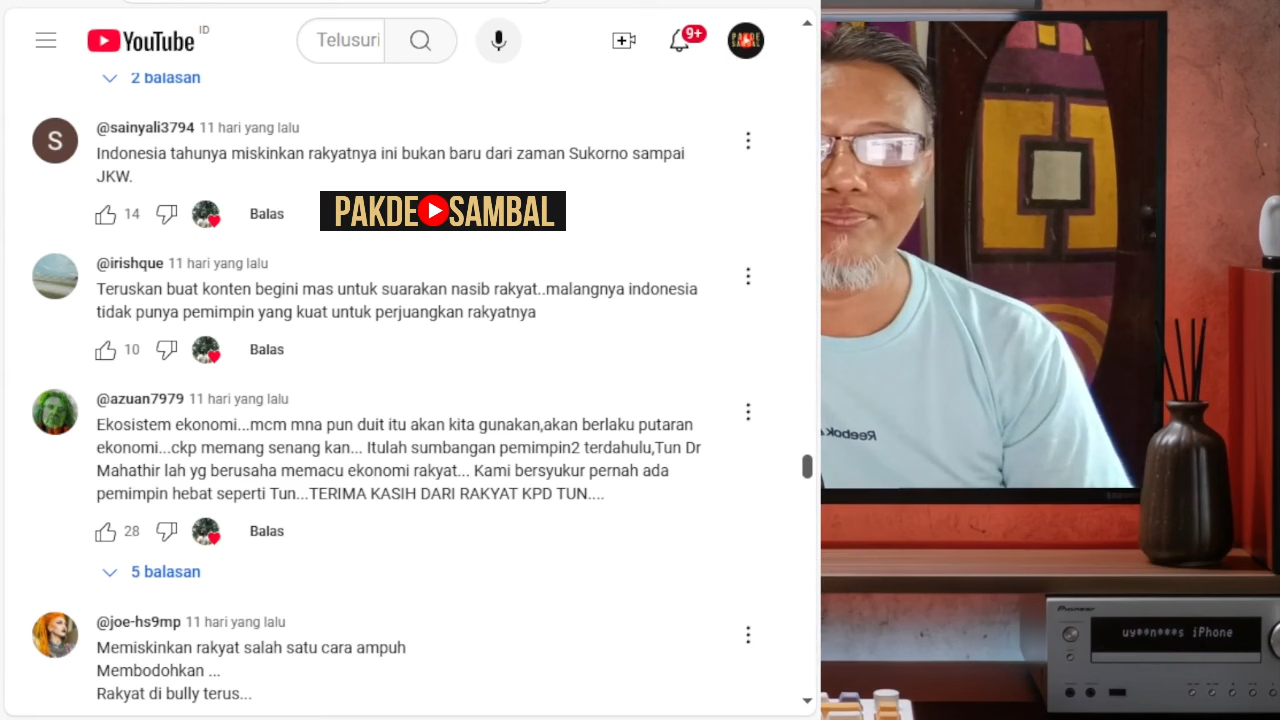 YouTube ID
Telusuri
9+
PAKDE SAMBAL
2 balasan
S
@sainyali3794 11 hari yang lalu
Indonesia tahunya miskinkan rakyatnya ini bukan baru dari zaman Sukorno sampai
JKW.
14
Balas
PAKDE SAMBAL
@irishque 11 hari yang lalu
Teruskan buat konten begini mas untuk suarakan nasib rakyat..malangnya indonesia
tidak punya pemimpin yang kuat untuk perjuangkan rakyatnya
10
Balas
@azuan7979 11 hari yang lalu
Ekosistem ekonomi...mcm mna pun duit itu akan kita gunakan,akan berlaku putaran
ekonomi...ckp memang senang kan... Itulah sumbangan pemimpin2 terdahulu,Tun Dr
Mahathir lah yg berusaha memacu ekonomi rakyat... Kami bersyukur pernah ada
pemimpin hebat seperti Tun...TERIMA KASIH DARI RAKYAT KPD TUN....
28
Balas
5 balasan
@joe-hs9mp 11 hari yang lalu
Memiskinkan rakyat salah satu cara ampuh
Membodohkan ...
Rakyat di bully terus...
Reebok
Pioneer
uy**n***s iPhone